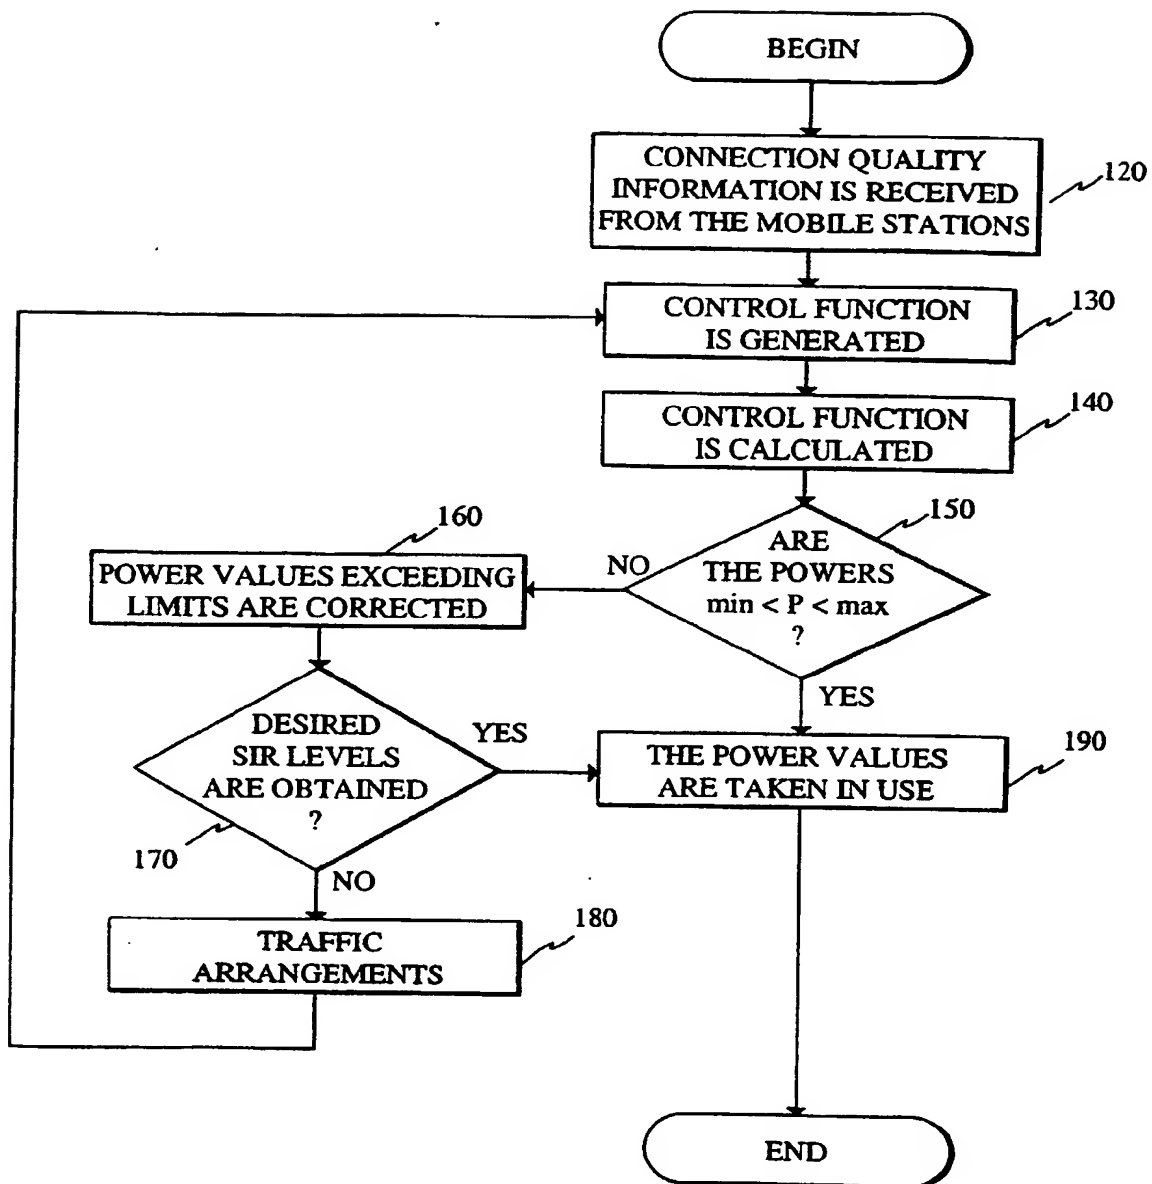 BEGIN
CONNECTION QUALITY
INFORMATION IS RECEIVED
FROM THE MOBILE STATIONS
120
CONTROL FUNCTION
IS GENERATED
130
CONTROL FUNCTION
IS CALCULATED
140
ARE
THE POWERS
min < P < max
?
150
NO
YES
160
POWER VALUES EXCEEDING
LIMITS ARE CORRECTED
DESIRED
SIR LEVELS
ARE OBTAINED
?
170
YES
NO
THE POWER VALUES
ARE TAKEN IN USE
190
TRAFFIC
ARRANGEMENTS
180
END